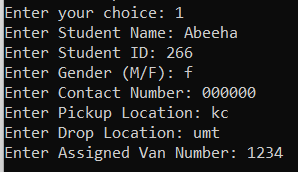 Enter your choice: 1
Enter Student Name: Abeeha
Enter Student ID: 266
Enter Gender (M/F): f
Enter Contact Number: 000000
Enter Pickup Location: kc
Enter Drop Location: umt
Enter Assigned Van Number: 1234